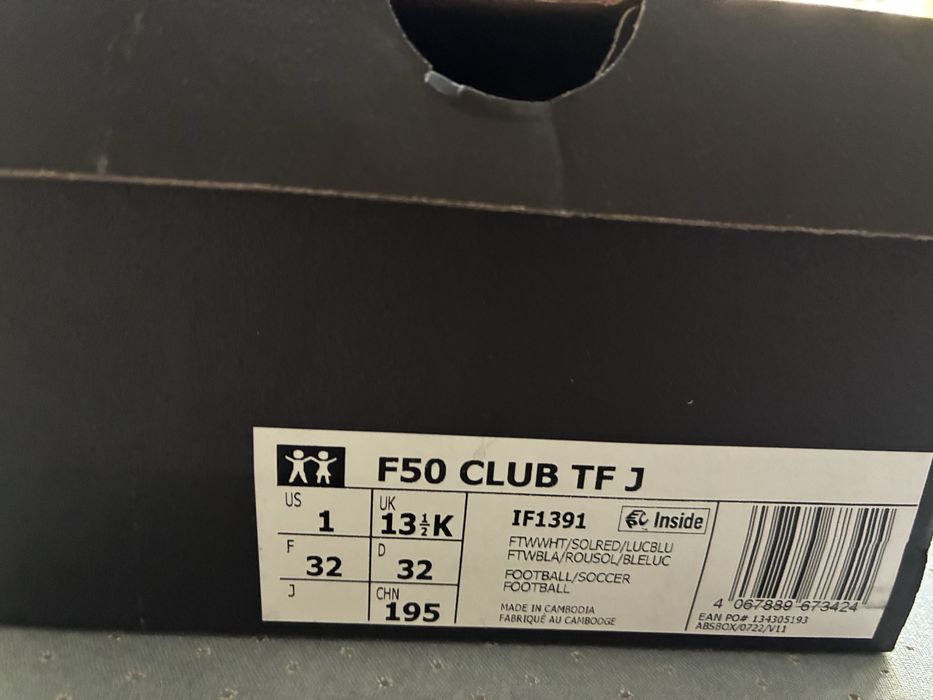 F50 CLUB TF J
US 1
UK 13½K
F 32
D 32
J
CHN 195
IF1391
Inside
FTWWHT/SOLRED/LUCBLU
FTWBLA/ROUSOL/BLELUC
FOOTBALL/SOCCER
FOOTBALL
MADE IN CAMBODIA
FABRIQUÉ AU CAMBODGE
4 067889 673424
EAN PO# 134305193
ABSBOX/0722/V11